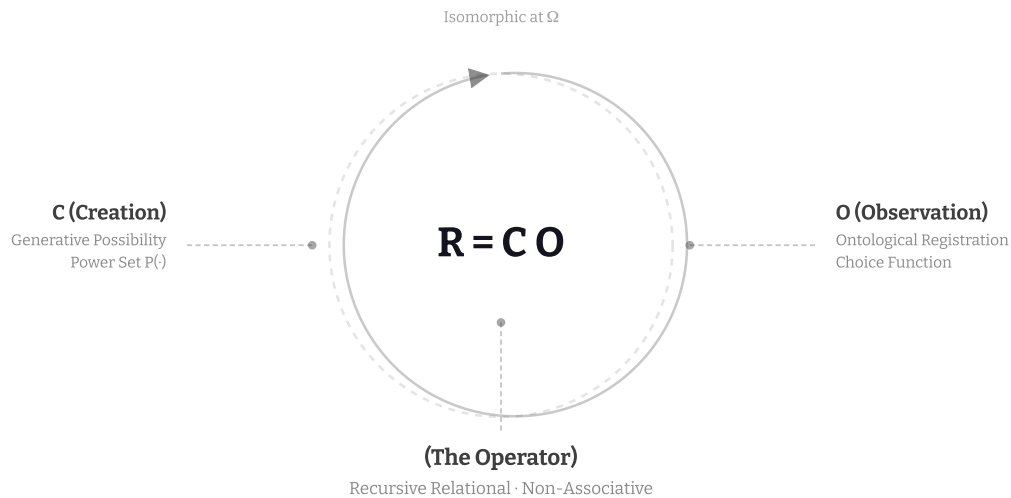 Isomorphic at Ω
C (Creation)
Generative Possibility
Power Set P(·)
R = C O
O (Observation)
Ontological Registration
Choice Function
(The Operator)
Recursive Relational · Non-Associative